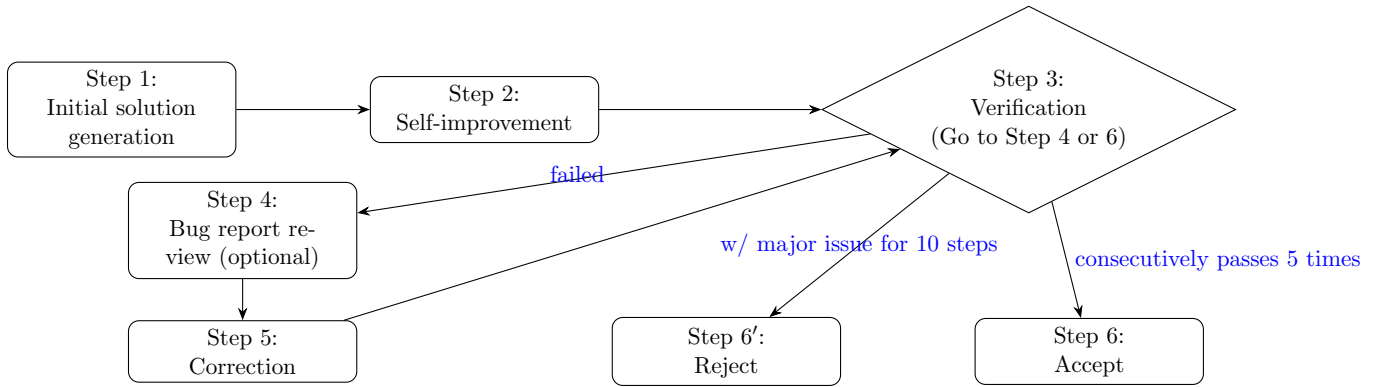 Step 1:
Initial solution
generation
Step 2:
Self-improvement
Step 3:
Verification
(Go to Step 4 or 6)
failed
Step 4:
Bug report re-
view (optional)
w/ major issue for 10 steps
consecutively passes 5 times
Step 5:
Correction
Step 6′:
Reject
Step 6:
Accept